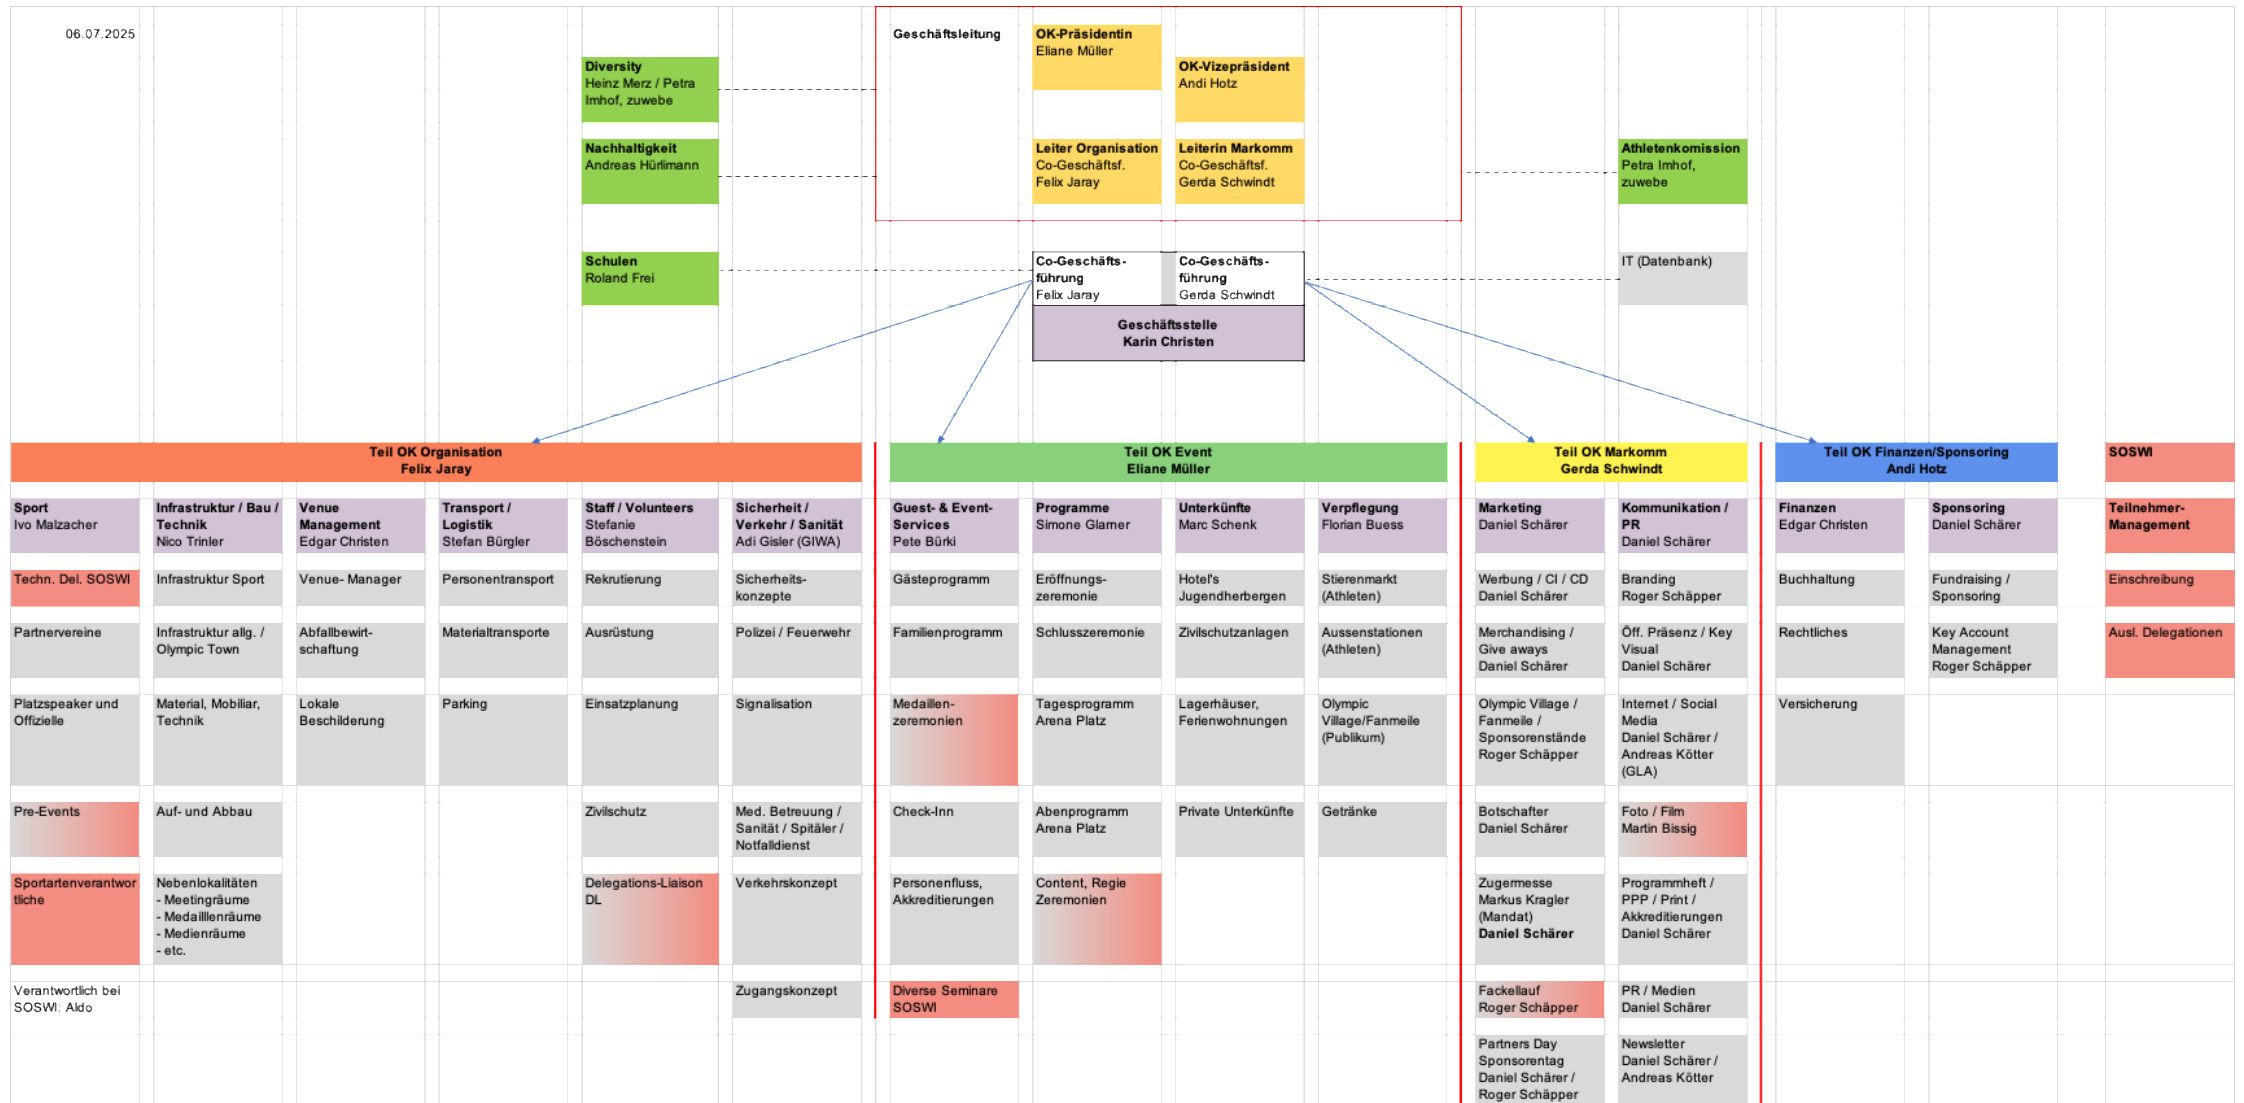 06.07.2025
Geschäftsleitung
OK-Präsidentin
Eliane Müller
Diversity
Heinz Merz / Petra
Imhof, zuwebe
OK-Vizepräsident
Andi Hotz
Nachhaltigkeit
Andreas Hürlimann
Leiter Organisation
Co-Geschäftsf.
Felix Jaray
Leiterin Markomm
Co-Geschäftsf.
Gerda Schwindt
Athletenkomission
Petra Imhof,
zuwebe
Schulen
Roland Frei
Co-Geschäfts-
führung
Felix Jaray
Co-Geschäfts-
führung
Gerda Schwindt
IT (Datenbank)
Geschäftsstelle
Karin Christen
Teil OK Organisation
Felix Jaray
Teil OK Event
Eliane Müller
Teil OK Markomm
Gerda Schwindt
Teil OK Finanzen/Sponsoring
Andi Hotz
SOSWI
Sport
Ivo Malzacher
Infrastruktur / Bau /
Technik
Nico Trinler
Venue
Management
Edgar Christen
Transport /
Logistik
Stefan Bürgler
Staff / Volunteers
Stefanie
Böschenstein
Sicherheit /
Verkehr / Sanität
Adi Gisler (GIWA)
Guest- & Event-
Services
Pete Bürki
Programme
Simone Glarner
Unterkünfte
Marc Schenk
Verpflegung
Florian Buess
Marketing
Daniel Schärer
Kommunikation /
PR
Daniel Schärer
Finanzen
Edgar Christen
Sponsoring
Daniel Schärer
Teilnehmer-
Management
Techn. Del. SOSWI
Infrastruktur Sport
Venue- Manager
Personentransport
Rekrutierung
Sicherheits-
konzepte
Gästeprogramm
Eröffnungs-
zeremonie
Hotel's
Jugendherbergen
Stierenmarkt
(Athleten)
Werbung / CI / CD
Daniel Schärer
Branding
Roger Schäpper
Buchhaltung
Fundraising /
Sponsoring
Einschreibung
Partnervereine
Infrastruktur allg. /
Olympic Town
Abfallbewirt-
schaffung
Materialtransporte
Ausrüstung
Polizei / Feuerwehr
Familienprogramm
Schlusszeremonie
Zivilschutzanlagen
Aussenstationen
(Athleten)
Merchandising /
Give aways
Daniel Schärer
Öff. Präsenz / Key
Visual
Daniel Schärer
Rechtliches
Key Account
Management
Roger Schäpper
Ausl. Delegationen
Platzspeaker und
Offizielle
Material, Mobiliar,
Technik
Lokale
Beschilderung
Parking
Einsatzplanung
Signalisation
Medaillen-
zeremonien
Tagesprogramm
Arena Platz
Lagerhäuser,
Ferienwohnungen
Olympic
Village/Fanmeile
(Publikum)
Olympic Village /
Fanmeile /
Sponsorenstände
Roger Schäpper
Internet / Social
Media
Daniel Schärer /
Andreas Kötter
(GLA)
Versicherung
Pre-Events
Auf- und Abbau
Zivilschutz
Med. Betreuung /
Sanität / Spitäler /
Notfalldienst
Check-Inn
Abenprogramm
Arena Platz
Private Unterkünfte
Getränke
Botschafter
Daniel Schärer
Foto / Film
Martin Bissig
Sportartenverantwor
tliche
Nebenlokalitäten
- Meetingräume
- Medailllenräume
- Medienräume
- etc.
Delegations-Liaison
DL
Verkehrskonzept
Personenfluss,
Akkreditierungen
Content, Regie
Zeremonien
Zugermesse
Markus Kragler
(Mandat)
Daniel Schärer
Programmheft /
PPP / Print /
Akkreditierungen
Daniel Schärer
Verantwortlich bei
SOSWI: Aldo
Zugangskonzept
Diverse Seminare
SOSWI
Fackellauf
Roger Schäpper
PR / Medien
Daniel Schärer
Partners Day
Sponsorentag
Daniel Schärer /
Roger Schäpper
Newsletter
Daniel Schärer /
Andreas Kötter